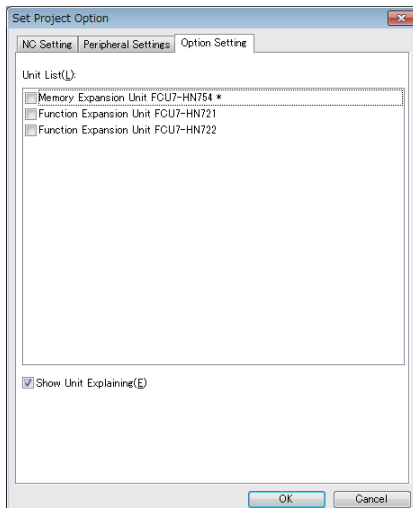 Set Project Option
NC Setting Peripheral Settings Option Setting
Unit List(L):
Memory Expansion Unit FCU7-HN754 *
Function Expansion Unit FCU7-HN721
Function Expansion Unit FCU7-HN722
Show Unit Explaining(E)
OK Cancel